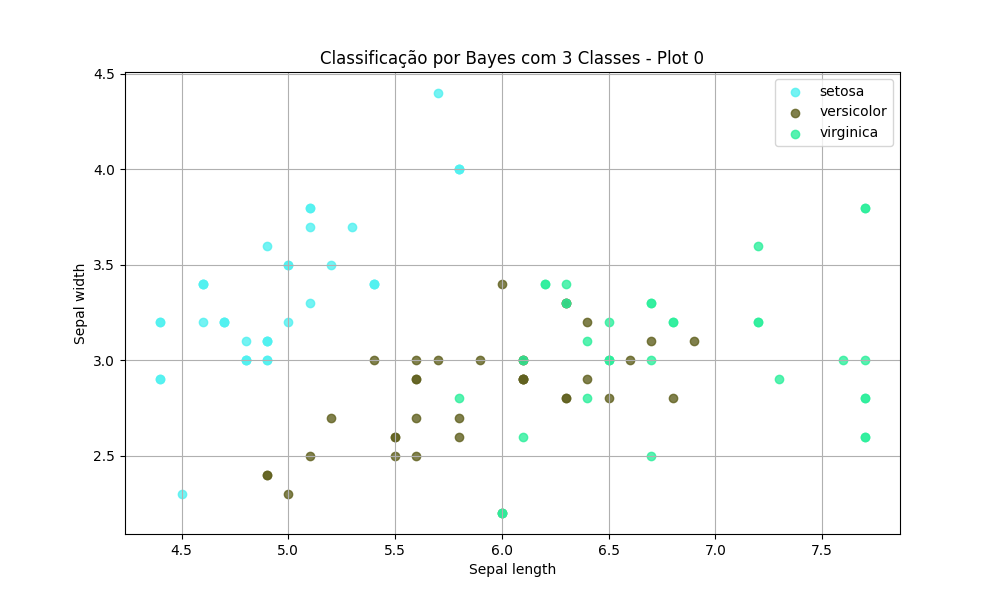 Classificação por Bayes com 3 Classes - Plot 0
setosa
versicolor
virginica
4.5
4.0
3.5
3.0
2.5
Sepal width
4.5 5.0 5.5 6.0 6.5 7.0 7.5
Sepal length